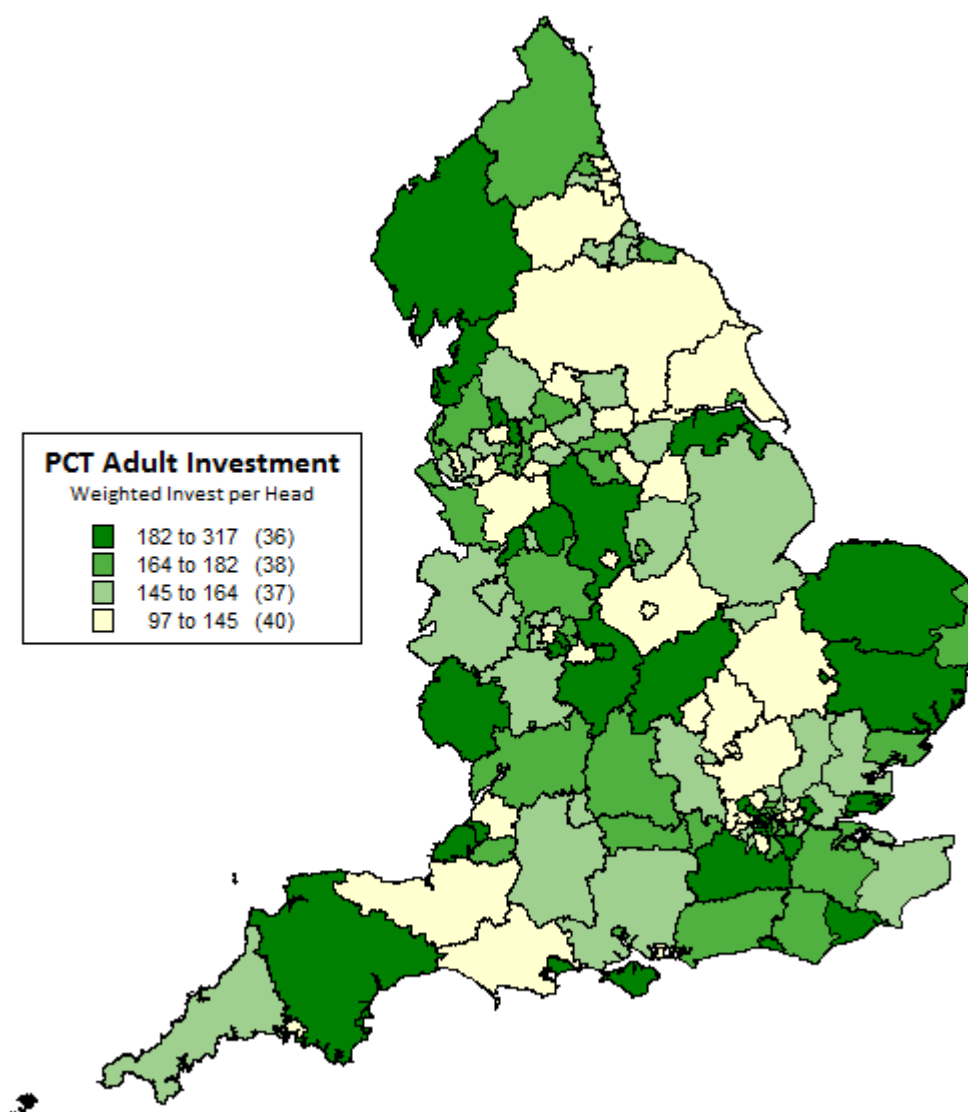 PCT Adult Investment
Weighted Invest per Head
182 to 317 (36)
164 to 182 (38)
145 to 164 (37)
97 to 145 (40)